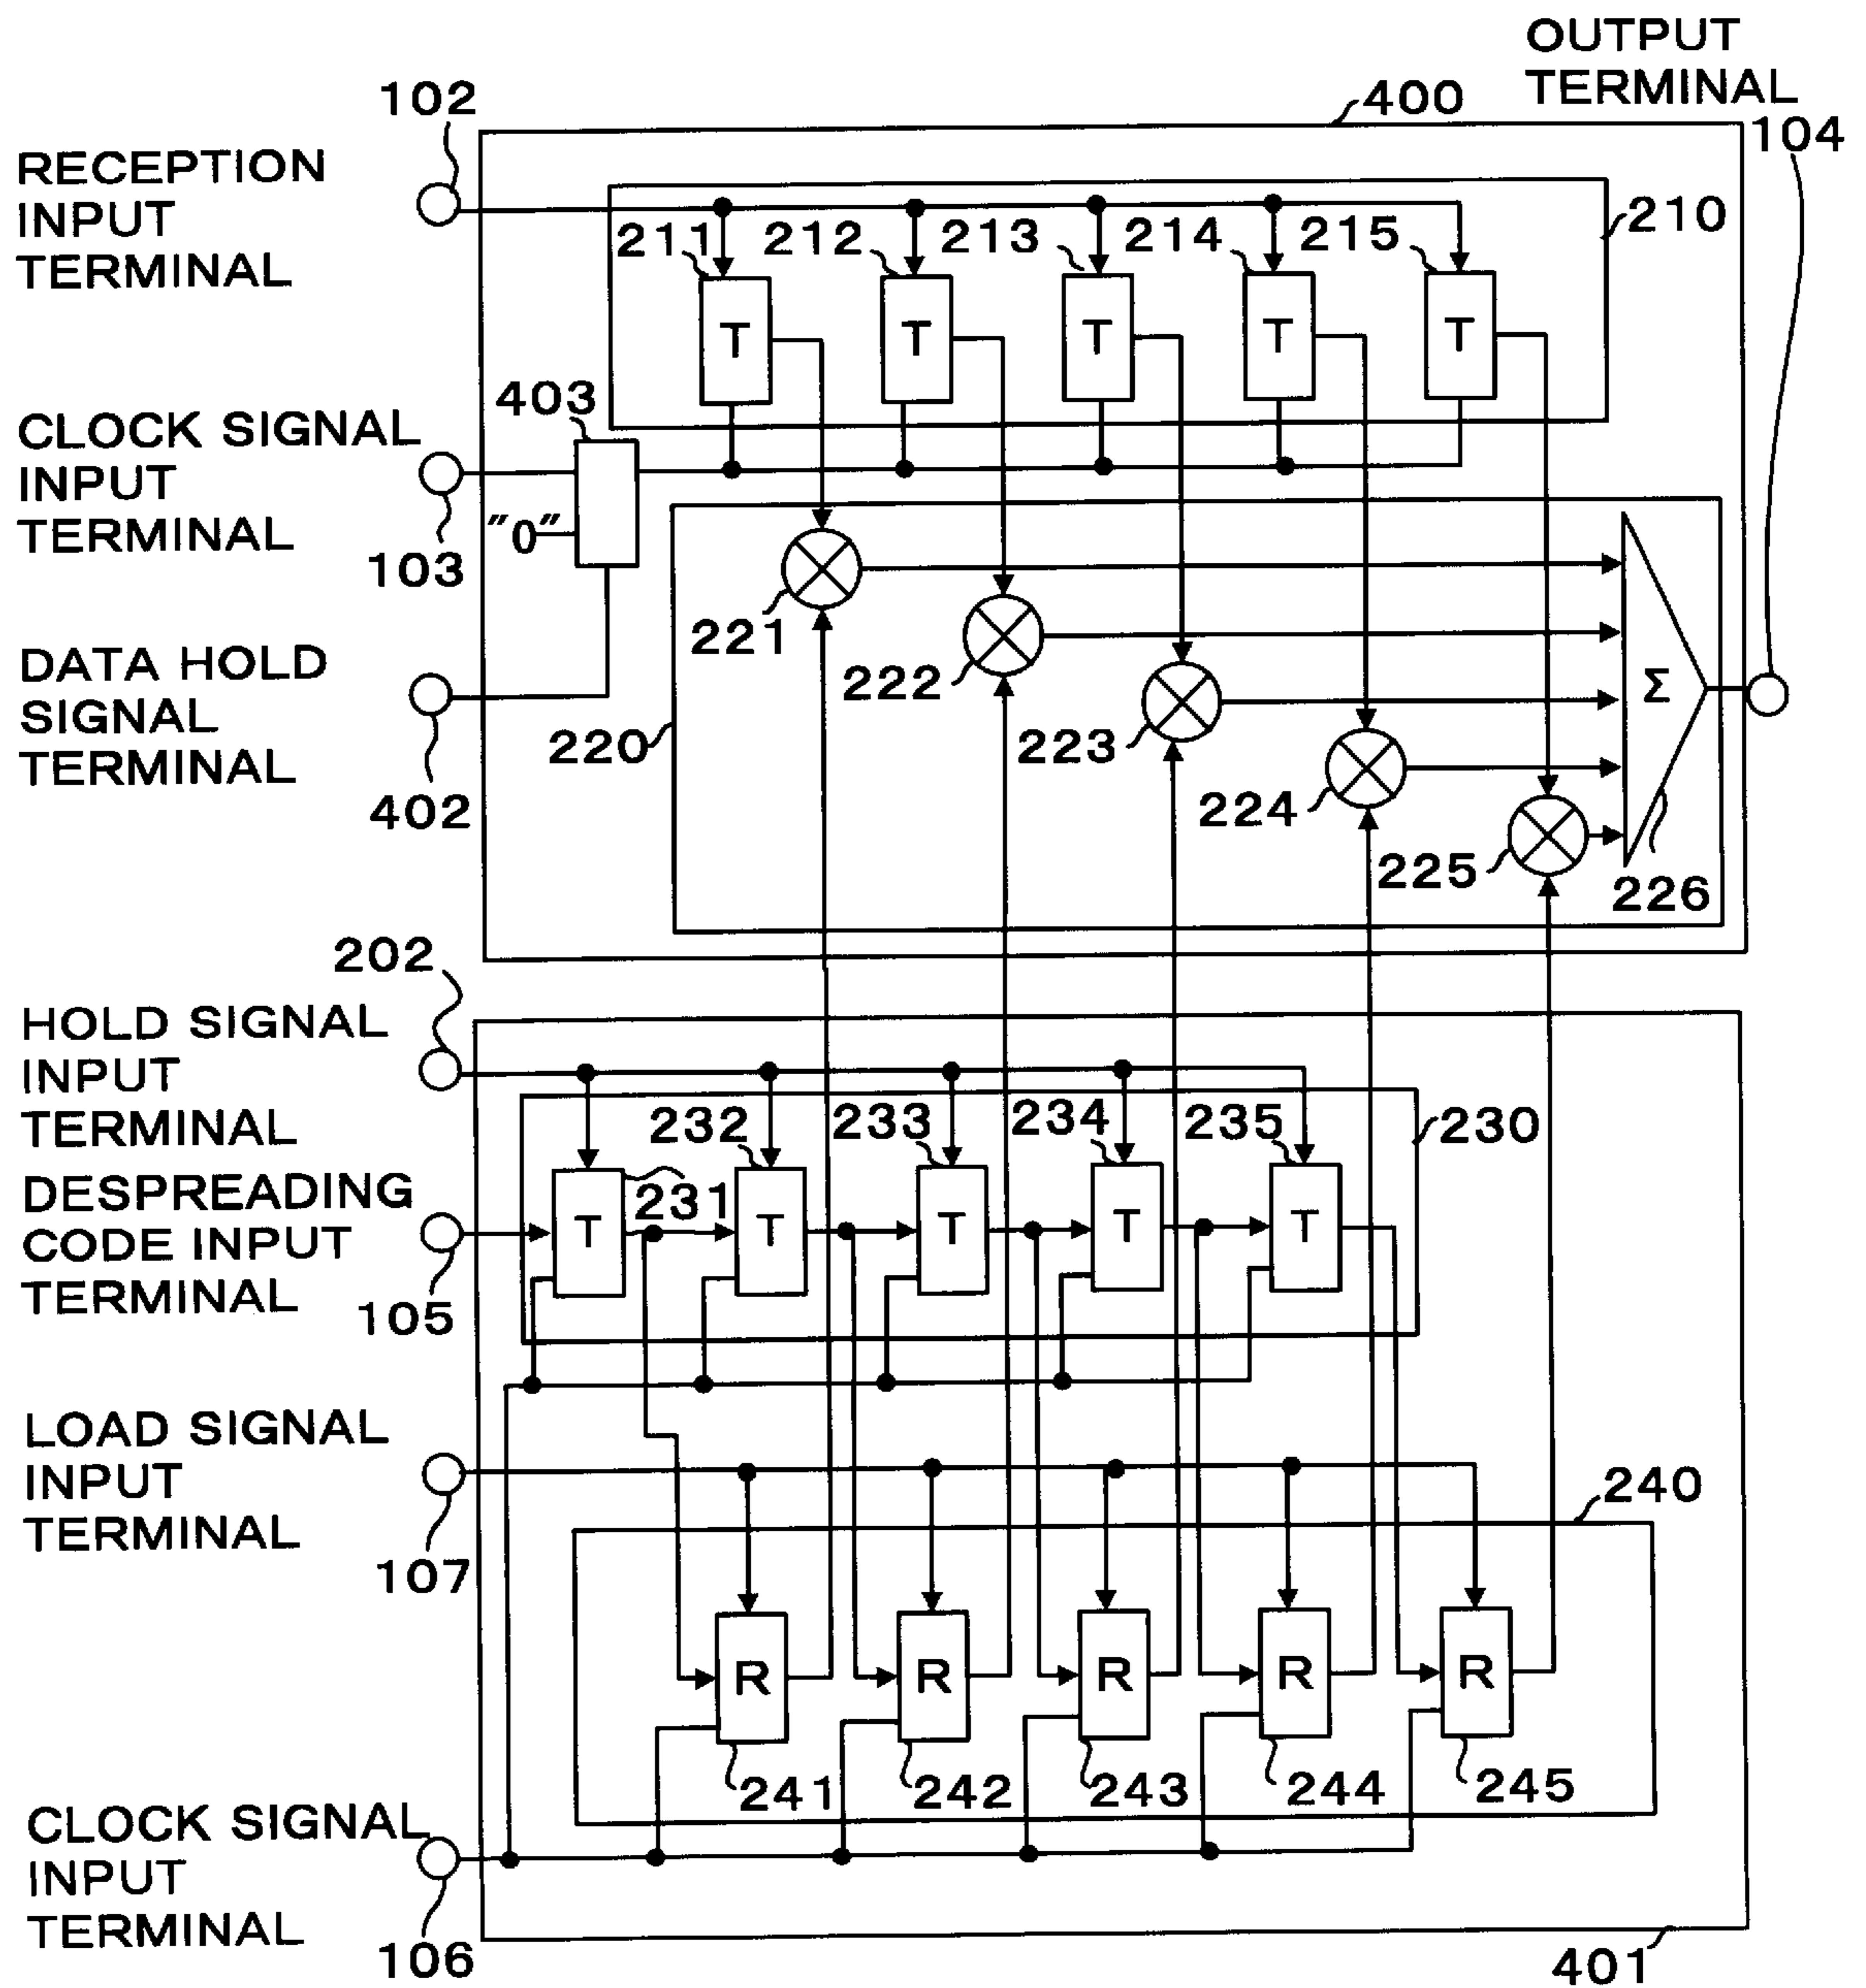 OUTPUT
TERMINAL
102
400
104
RECEPTION
INPUT
TERMINAL
210
211
212
213
214
215
T
T
T
T
T
403
CLOCK SIGNAL
INPUT
TERMINAL
"0"
103
221
222
223
224
225
226
Σ
DATA HOLD
SIGNAL
TERMINAL
220
402
202
HOLD SIGNAL
INPUT
TERMINAL
230
231
232
233
234
235
DESPREADING
CODE INPUT
TERMINAL
T
T
T
T
T
105
LOAD SIGNAL
INPUT
TERMINAL
240
107
R
R
R
R
R
241
242
243
244
245
CLOCK SIGNAL
INPUT
TERMINAL
106
401